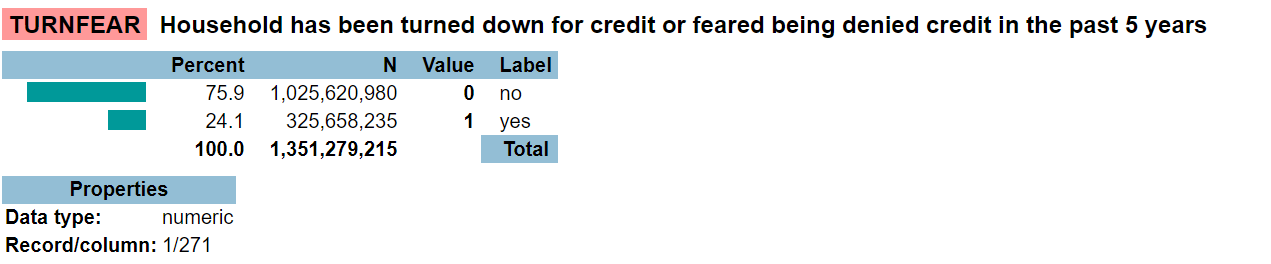 TURNFEAR Household has been turned down for credit or feared being denied credit in the past 5 years
Percent N Value Label
75.9 1,025,620,980 0 no
24.1 325,658,235 1 yes
100.0 1,351,279,215 Total
Properties
Data type: numeric
Record/column: 1/271